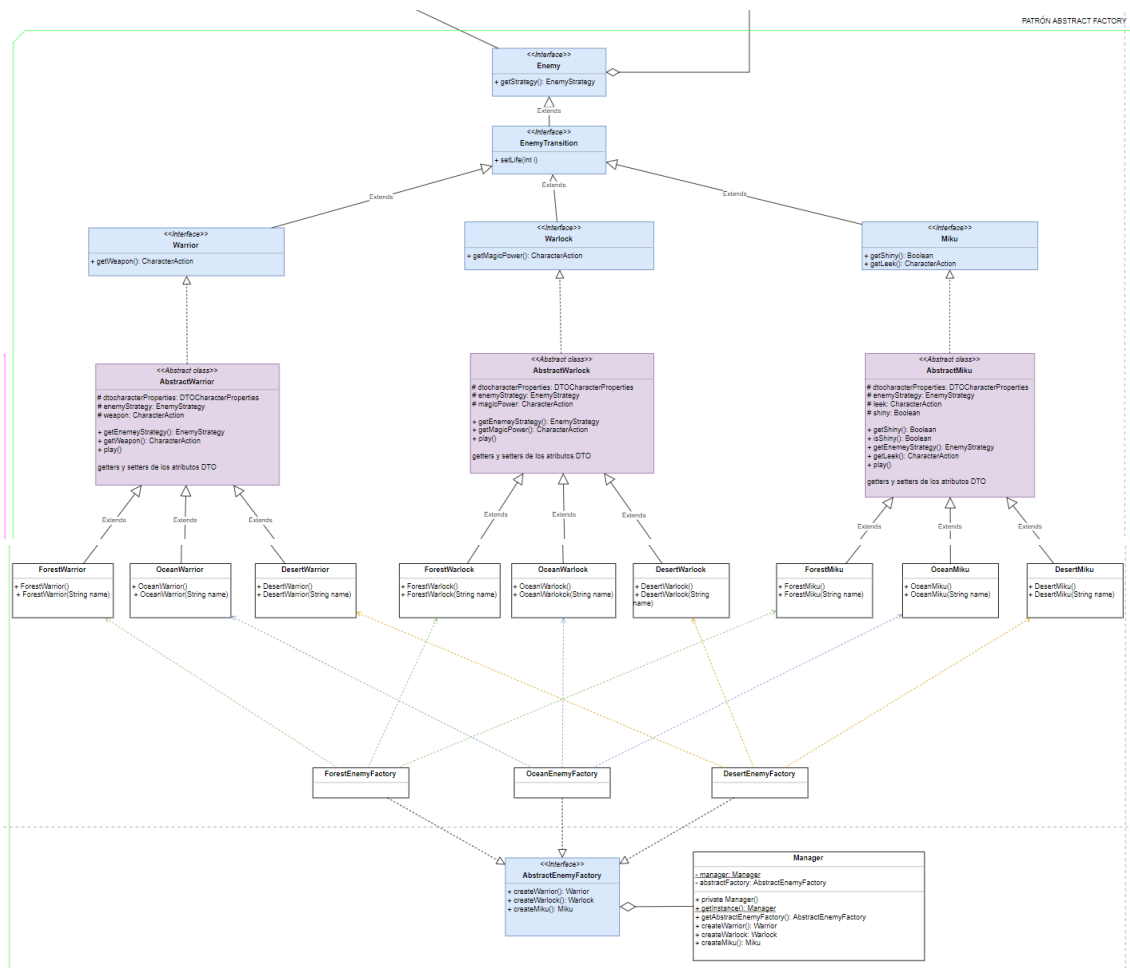 PATRÓN ABSTRACT FACTORY
<<Interface>>
Enemy
+ getStrategy(): EnemyStrategy
Extends
<<Interface>>
EnemyTransition
+ setLife(int i)
Extends
Extends
Extends
<<Interface>>
Warrior
+ getWeapon(): CharacterAction
<<Interface>>
Warlock
+ getMagicPower(): CharacterAction
<<Interface>>
Miku
+ getShiny(): Boolean
+ getLeek(): CharacterAction
<<Abstract class>>
AbstractWarrior
# dtocharacterProperties: DTOCharacterProperties
# enemyStrategy: EnemyStrategy
# weapon: CharacterAction
+ getEnemeyStrategy(): EnemyStrategy
+ getWeapon(): CharacterAction
+ play()
getters y setters de los atributos DTO
<<Abstract class>>
AbstractWarlock
# dtocharacterProperties: DTOCharacterProperties
# enemyStrategy: EnemyStrategy
# magicPower: CharacterAction
+ getEnemeyStrategy(): EnemyStrategy
+ getMagicPower(): CharacterAction
+ play()
getters y setters de los atributos DTO
<<Abstract class>>
AbstractMiku
# dtocharacterProperties: DTOCharacterProperties
# enemyStrategy: EnemyStrategy
# leek: CharacterAction
# shiny: Boolean
+ getShiny(): Boolean
+ isShiny(): Boolean
+ getEnemeyStrategy(): EnemyStrategy
+ getLeek(): CharacterAction
+ play()
getters y setters de los atributos DTO
Extends
Extends
Extends
Extends
Extends
Extends
Extends
Extends
Extends
ForestWarrior
+ ForestWarrior()
+ ForestWarrior(String name)
OceanWarrior
+ OceanWarrior()
+ OceanWarrior(String name)
DesertWarrior
+ DesertWarrior()
+ DesertWarrior(String name)
ForestWarlock
+ ForestWarlock()
+ ForestWarlock(String name)
OceanWarlock
+ OceanWarlock()
+ OceanWarlokck(String name)
DesertWarlock
+ DesertWarlock()
+ DesertWarlock(String
name)
ForestMiku
+ ForestMiku()
+ ForestMiku(String name)
OceanMiku
+ OceanMiku()
+ OceanMiku(String name)
DesertMiku
+ DesertMiku()
+ DesertMiku(String name)
ForestEnemyFactory
OceanEnemyFactory
DesertEnemyFactory
<<Interface>>
AbstractEnemyFactory
+ createWarrior(): Warrior
+ createWarlock(): Warlock
+ createMiku(): Miku
Manager
- manager: Maneger
- abstractFactory: AbstractEnemyFactory
+ private Manager()
+ getInstance(): Manager
+ getAbstractEnemyFactory(): AbstractEnemyFactory
+ createWarrior(): Warrior
+ createWarlock: Warlock
+ createMiku(): Miku